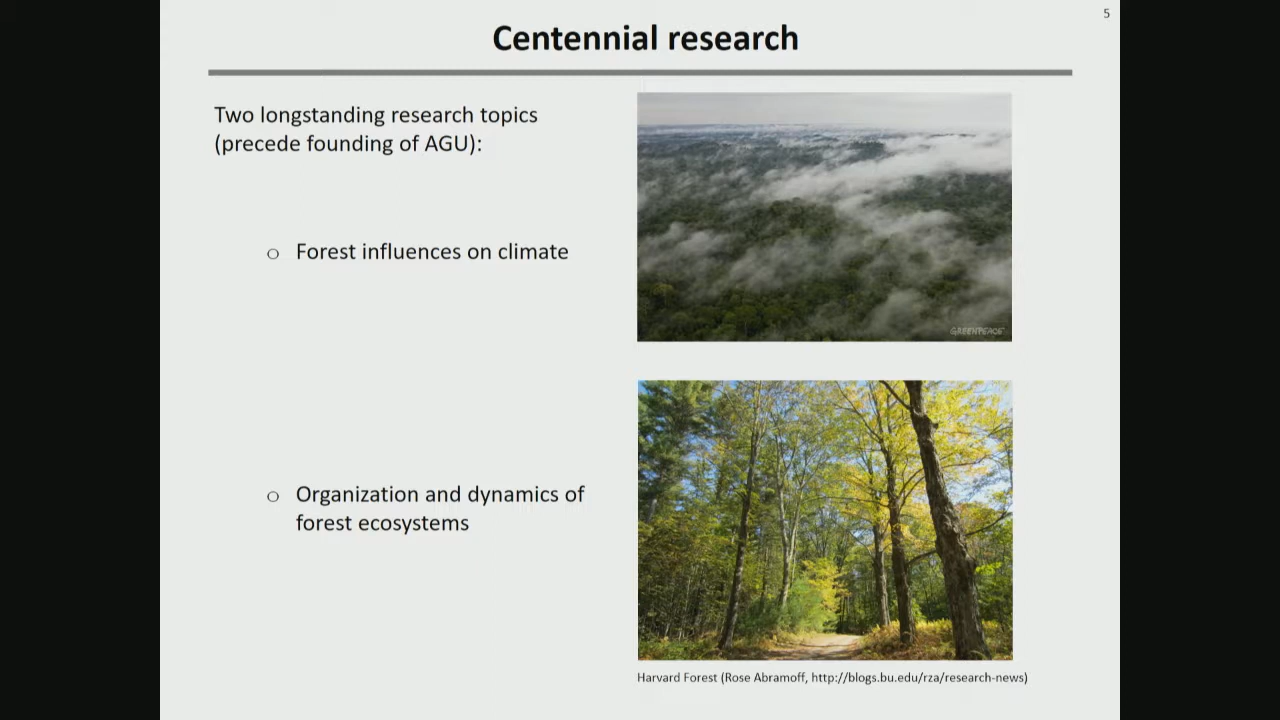 5
Centennial research
Two longstanding research topics
(precede founding of AGU):
o Forest influences on climate
GREENPEACE
o Organization and dynamics of
forest ecosystems
Harvard Forest (Rose Abramoff, http://blogs.bu.edu/rza/research-news)